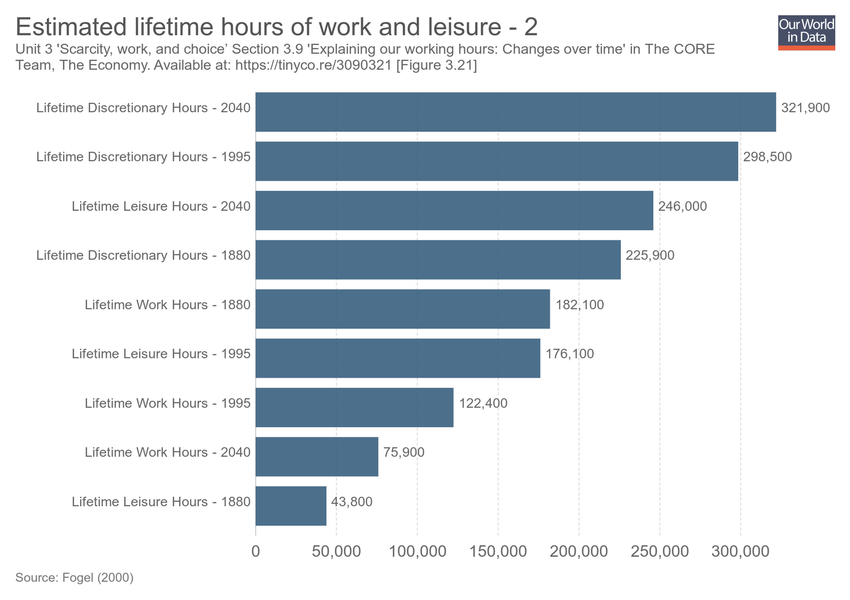 Estimated lifetime hours of work and leisure - 2
Our World
in Data
Unit 3 'Scarcity, work, and choice’ Section 3.9 'Explaining our working hours: Changes over time' in The CORE
Team, The Economy. Available at: https://tinyco.re/3090321 [Figure 3.21]
Lifetime Discretionary Hours - 2040 321,900
Lifetime Discretionary Hours - 1995 298,500
Lifetime Leisure Hours - 2040 246,000
Lifetime Discretionary Hours - 1880 225,900
Lifetime Work Hours - 1880 182,100
Lifetime Leisure Hours - 1995 176,100
Lifetime Work Hours - 1995 122,400
Lifetime Work Hours - 2040 75,900
Lifetime Leisure Hours - 1880 43,800
0 50,000 100,000 150,000 200,000 250,000 300,000
Source: Fogel (2000)